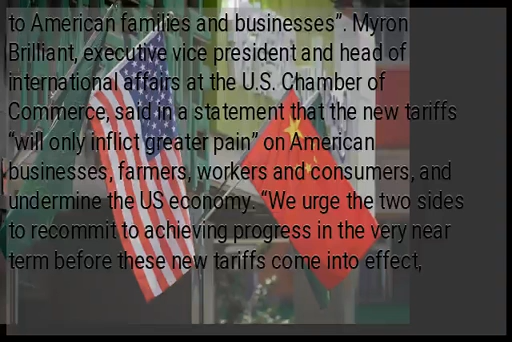 to American families and businesses”. Myron
Brilliant, executive vice president and head of
international affairs at the U.S. Chamber of
Commerce, said in a statement that the new tariffs
“will only inflict greater pain” on American
businesses, farmers, workers and consumers, and
undermine the US economy. “We urge the two sides
to recommit to achieving progress in the very near
term before these new tariffs come into effect,